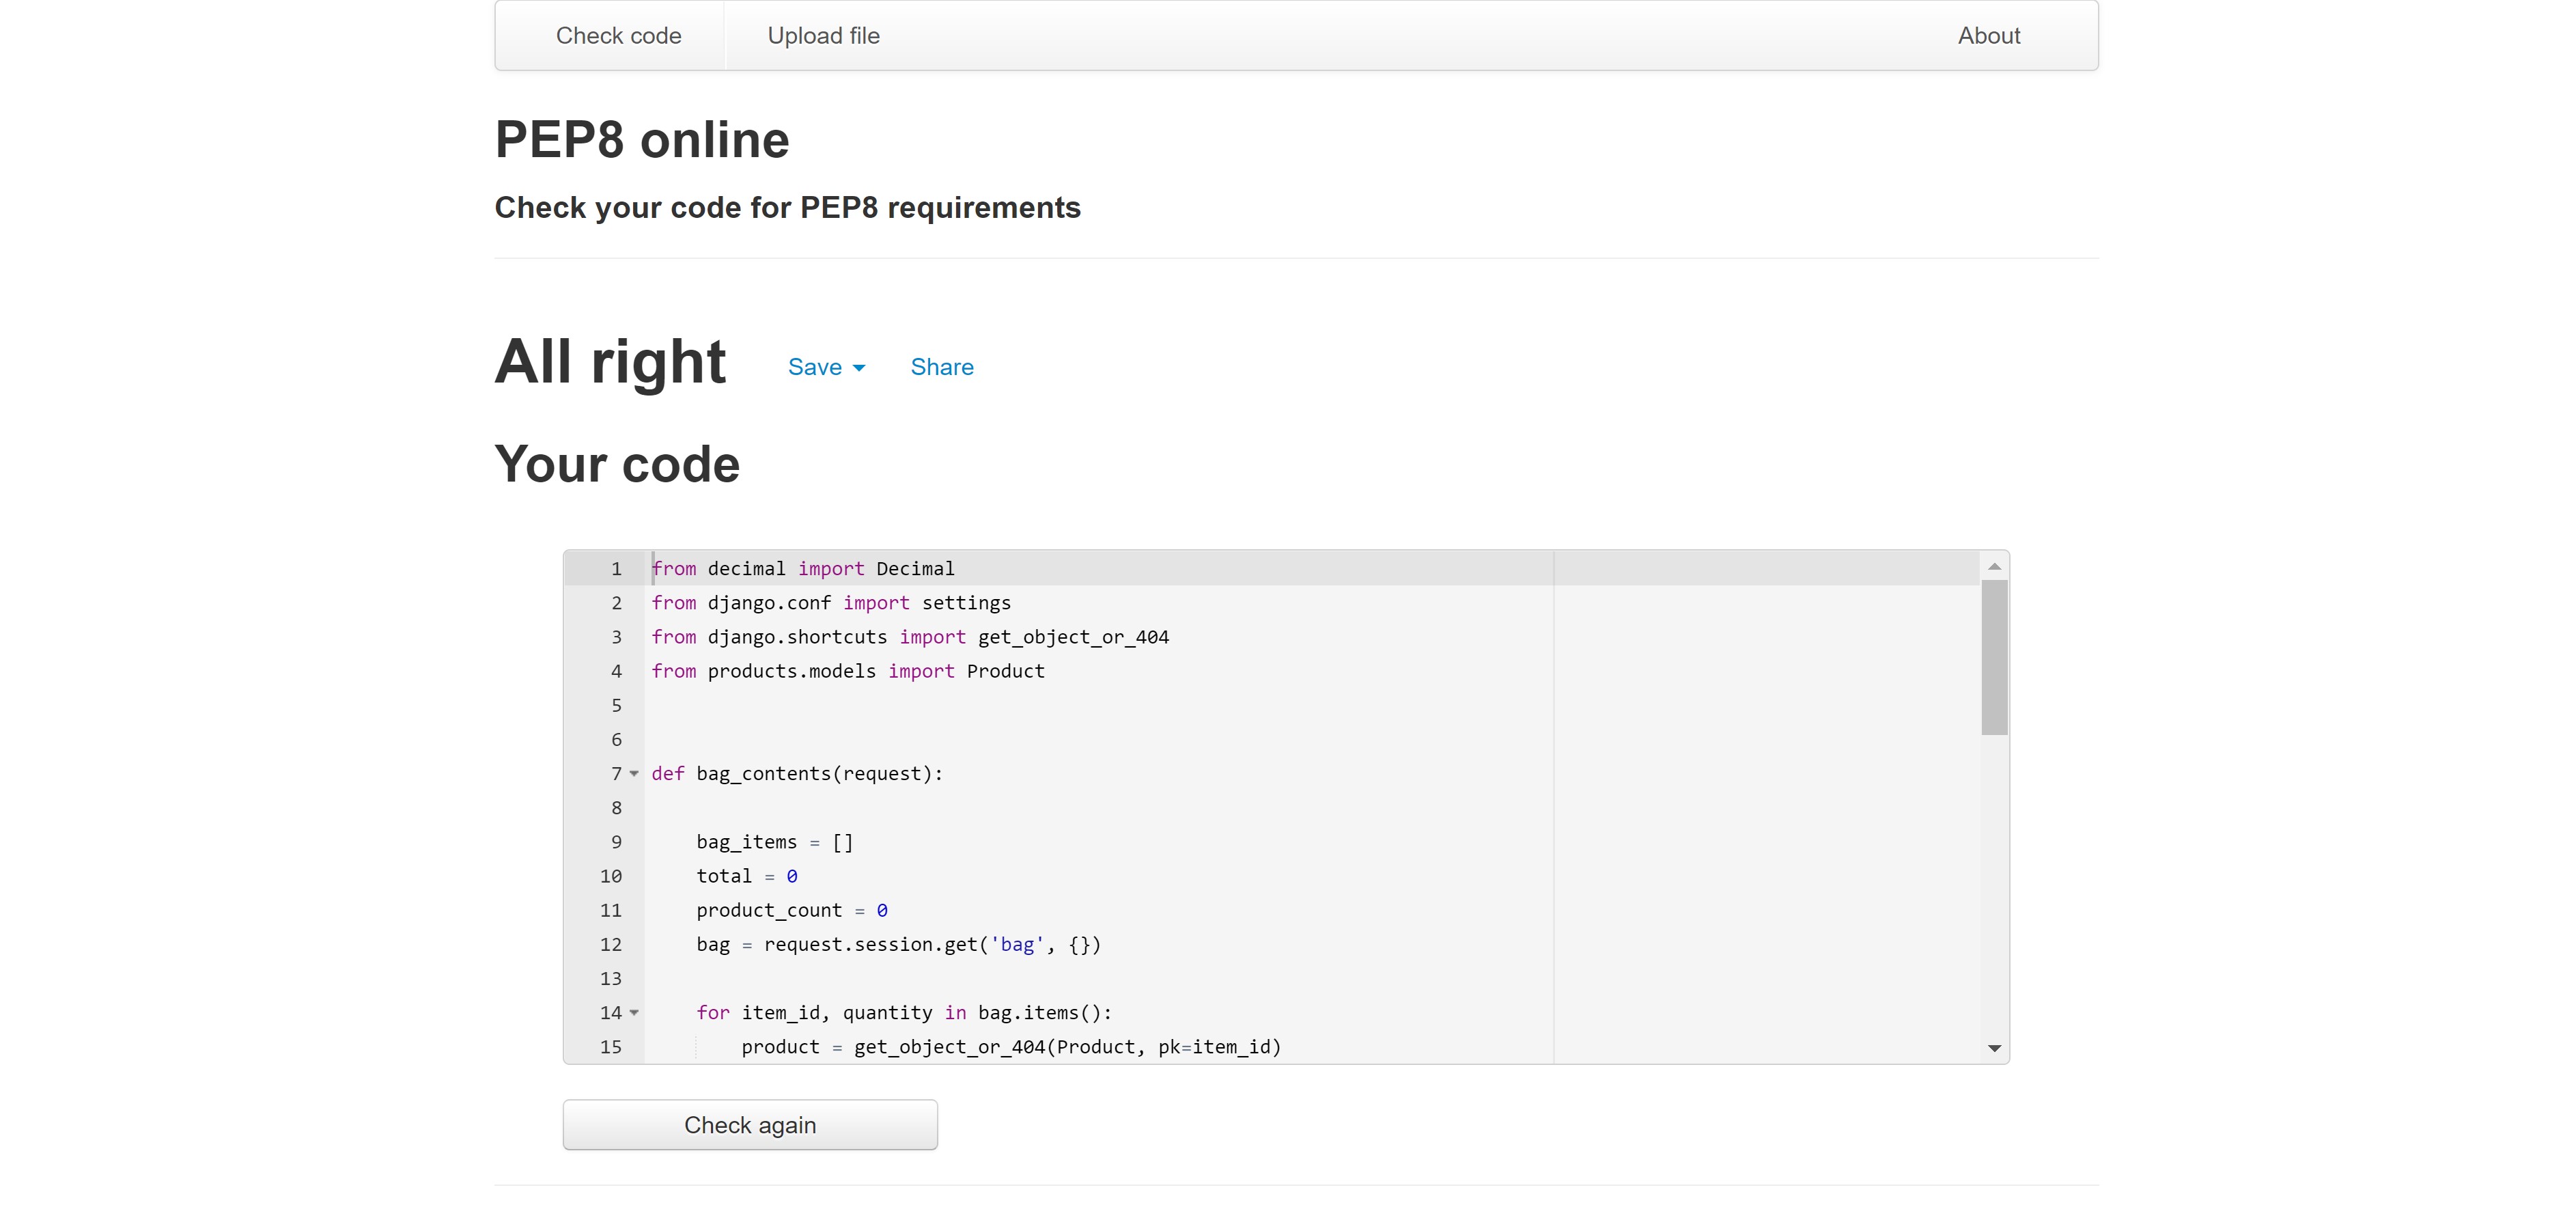 Check code Upload file About
PEP8 online
Check your code for PEP8 requirements
All right Save Share
Your code
1 from decimal import Decimal
2 from django.conf import settings
3 from django.shortcuts import get_object_or_404
4 from products.models import Product
5
6
7 def bag_contents(request):
8
9     bag_items = []
10     total = 0
11     product_count = 0
12     bag = request.session.get('bag', {})
13
14     for item_id, quantity in bag.items():
15         product = get_object_or_404(Product, pk=item_id)
Check again